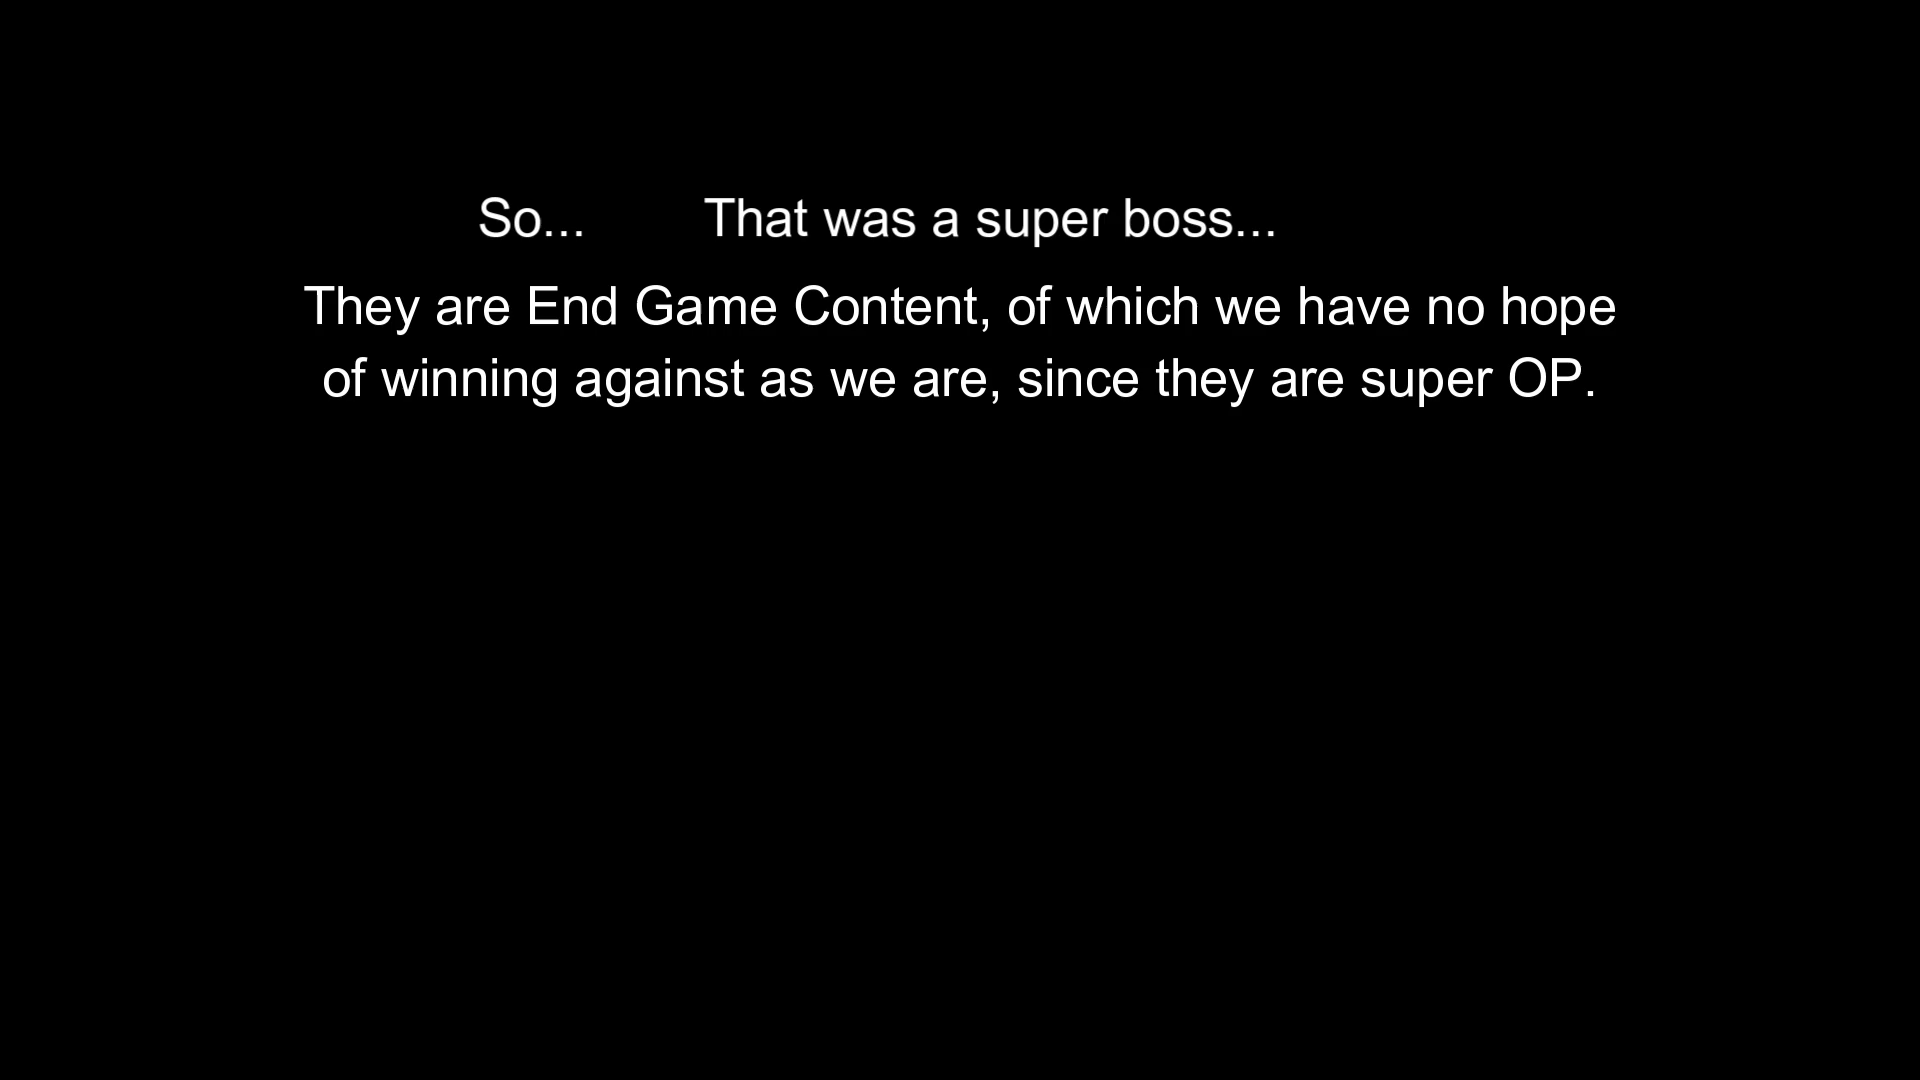 So... That was a super boss...
They are End Game Content, of which we have no hope
of winning against as we are, since they are super OP.